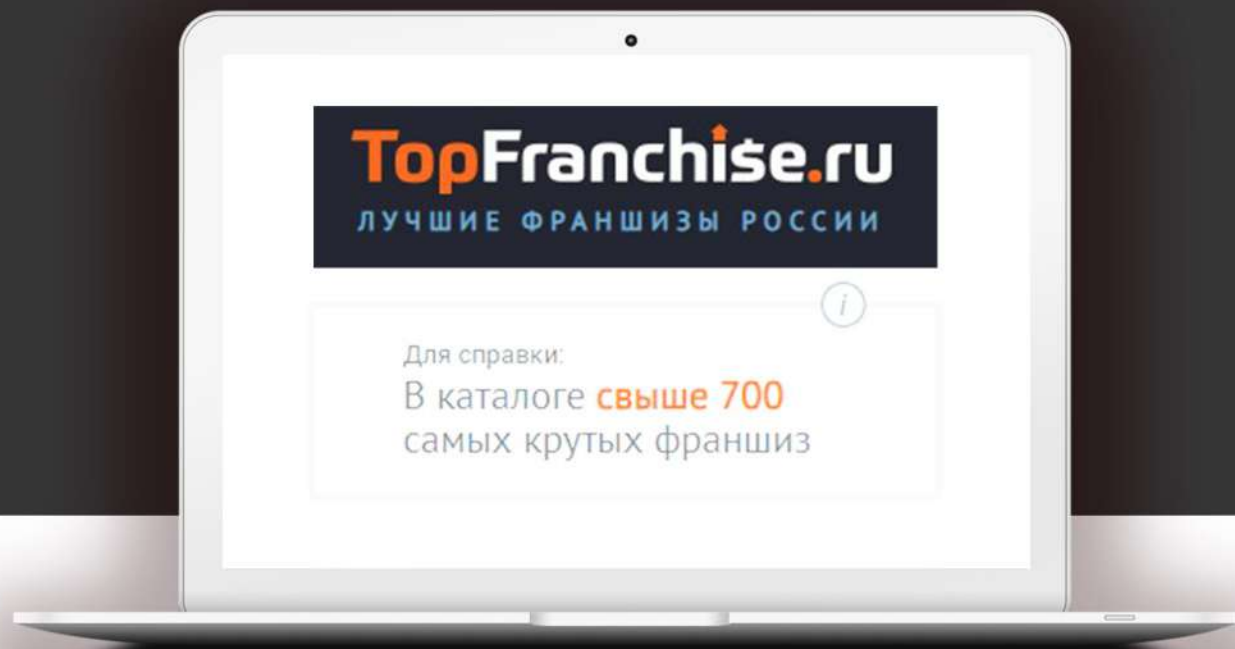 TopFranchise.ru
ЛУЧШИЕ ФРАНШИЗЫ РОССИИ
i
Для справки:
В каталоге свыше 700
самых крутых франшиз